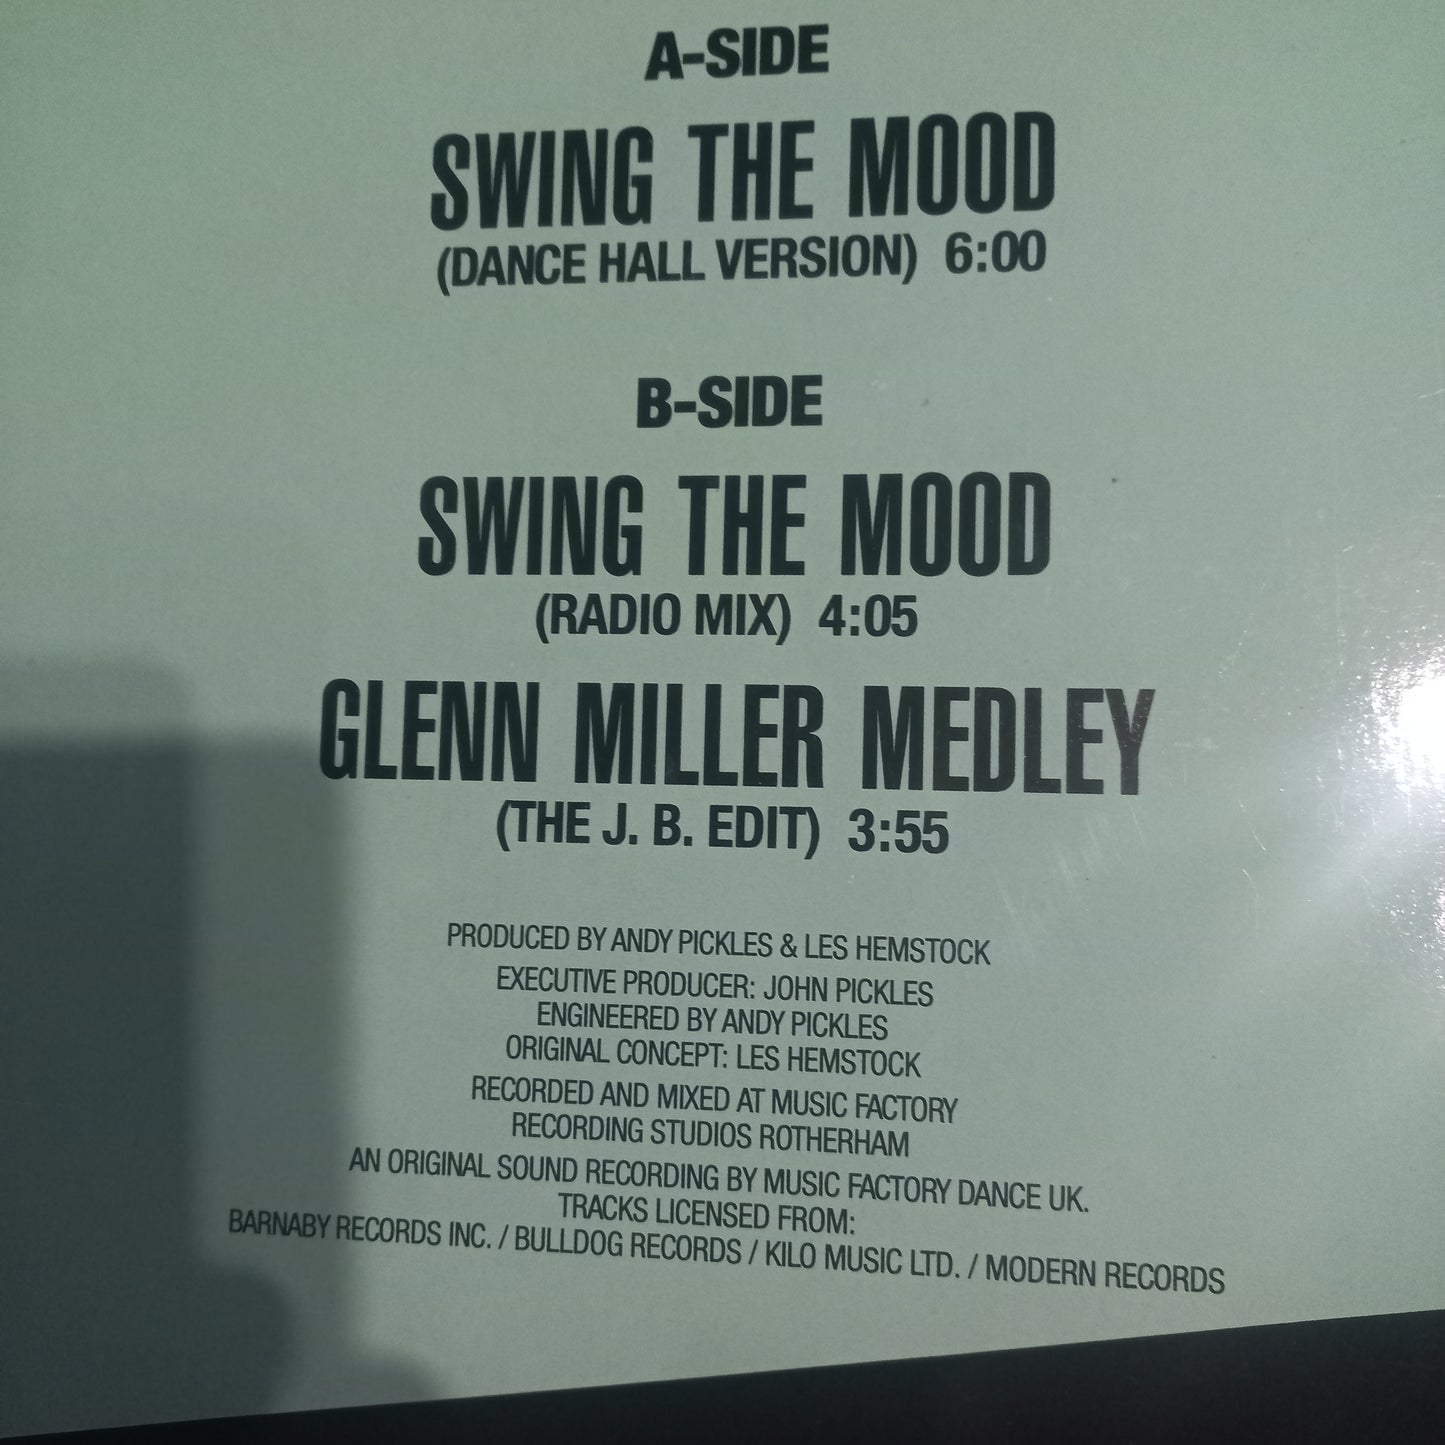 A-SIDE
SWING THE MOOD
(DANCE HALL VERSION) 6:00
B-SIDE
SWING THE MOOD
(RADIO MIX) 4:05
GLENN MILLER MEDLEY
(THE J. B. EDIT) 3:55
PRODUCED BY ANDY PICKLES & LES HEMSTOCK
EXECUTIVE PRODUCER: JOHN PICKLES
ENGINEERED BY ANDY PICKLES
ORIGINAL CONCEPT: LES HEMSTOCK
RECORDED AND MIXED AT MUSIC FACTORY
RECORDING STUDIOS ROTHERHAM
AN ORIGINAL SOUND RECORDING BY MUSIC FACTORY DANCE UK.
TRACKS LICENSED FROM:
BARNABY RECORDS INC. / BULLDOG RECORDS / KILO MUSIC LTD. / MODERN RECORDS